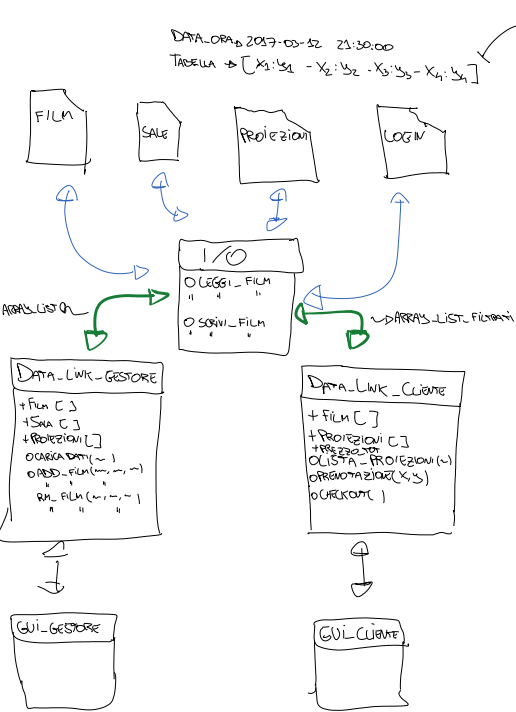 DATA_ORA → 2017-03-12 21:30:00
TABELLA → [X1:Y1 - X2:Y2 - X3:Y3 - X4:Y4]
FILM
SALE
PROIEZIONI
LOGIN
I/O
O LEGGI_FILM
" " "
O SCRIVI_FILM
" " "
ARRAY_LIST
ARRAY_LIST_FILTRATI
DATA_LINK_GESTORE
+ FILM []
+ SALA []
+ PROIEZIONI []
O CARICA DATI(~)
O ADD_FILM(~, ~, ~)
" " "
RM_FILM(~, ~, ~)
" " "
DATA_LINK_CLIENTE
+ FILM []
+ PROIEZIONI []
+ PREZZO_TOT
O LISTA_PROIEZIONI(~)
O PRENOTAZIONE(X,Y)
O CHECKOUT()
GUI_GESTORE
GUI_CLIENTE